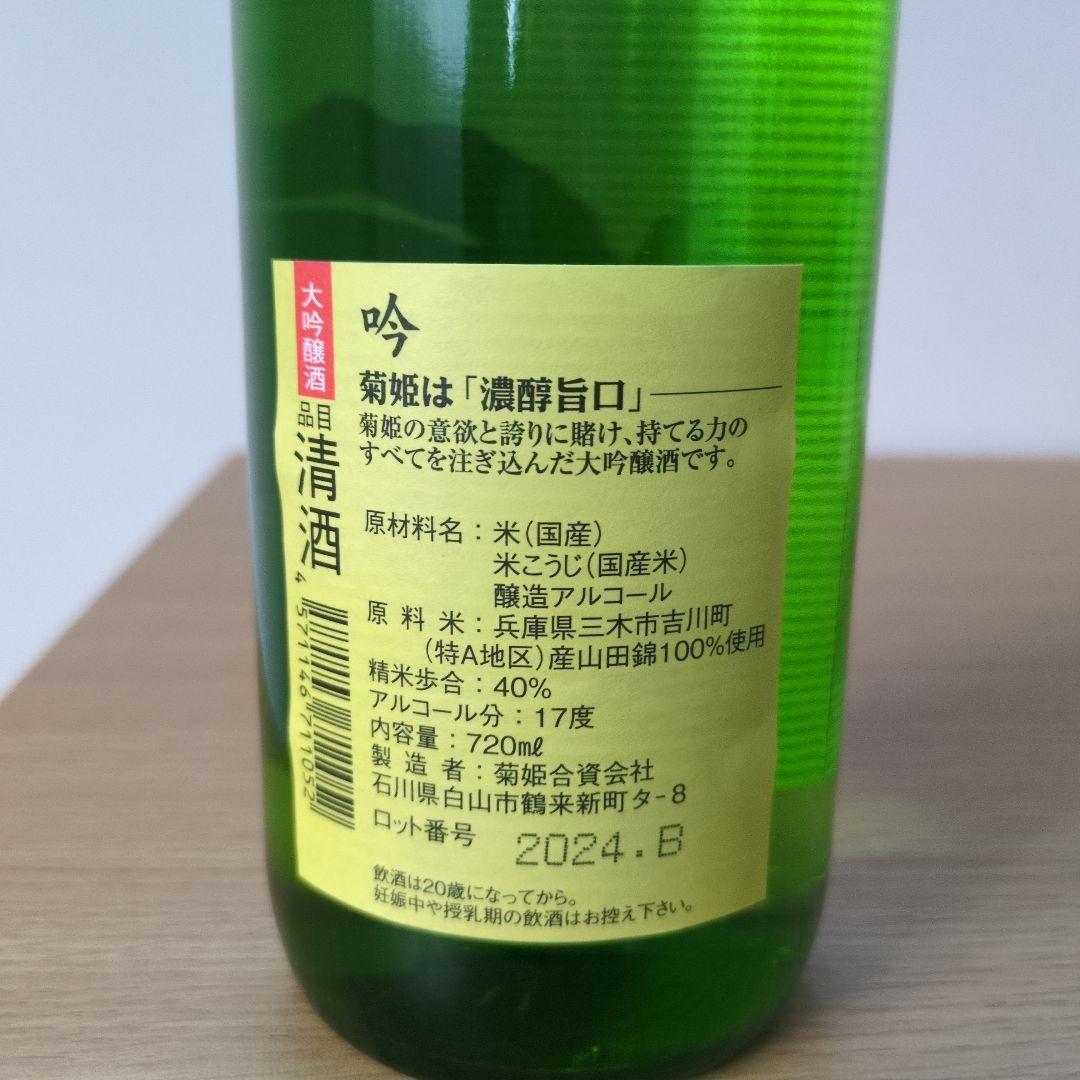 大吟醸酒
品目
清酒
4 571146 711052
吟
菊姫は「濃醇旨口」
菊姫の意欲と誇りに賭け、持てる力の
すべてを注ぎ込んだ大吟醸酒です。
原材料名：米(国産)
米こうじ(国産米)
醸造アルコール
原料米：兵庫県三木市吉川町
(特A地区)産山田錦100%使用
精米歩合：40%
アルコール分：17度
内容量：720mℓ
製造者：菊姫合資会社
石川県白山市鶴来新町タ-8
ロット番号 2024.B
飲酒は20歳になってから。
妊娠中や授乳期の飲酒はお控え下さい。